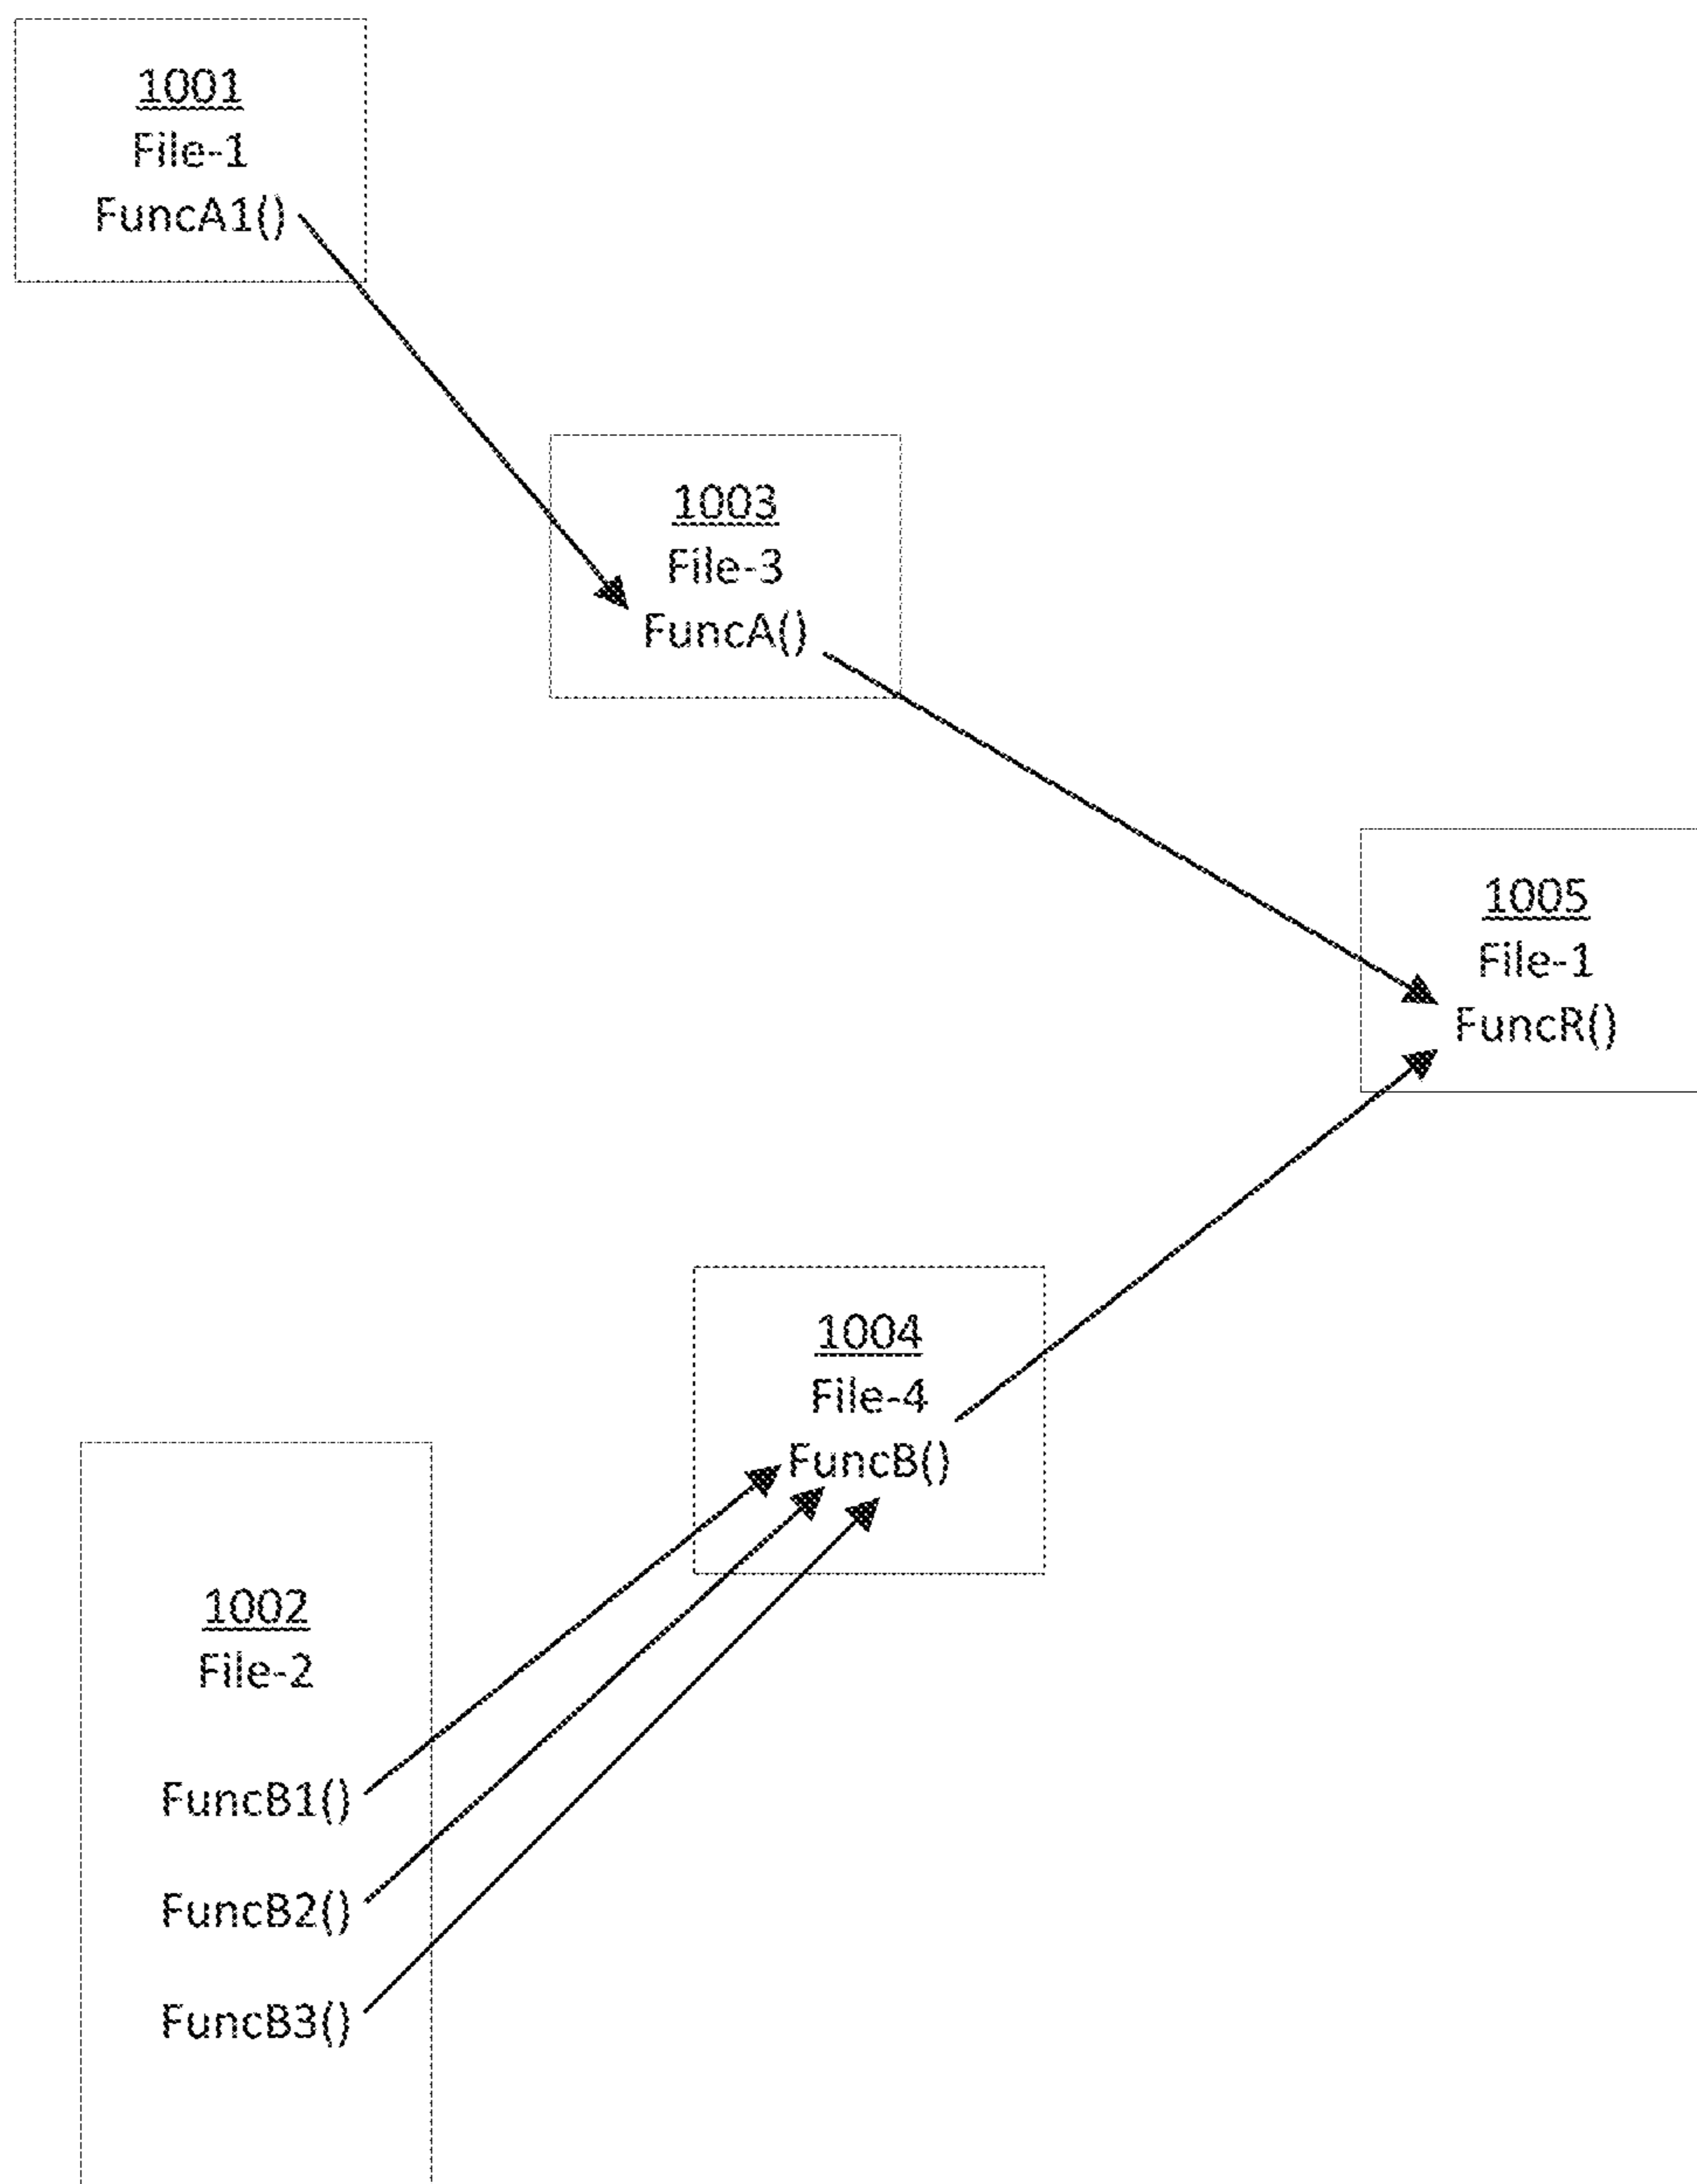 1001
File-1
FuncA1()
1003
File-3
FuncA()
1005
File-1
FuncR()
1004
File-4
FuncB()
1002
File-2
FuncB1()
FuncB2()
FuncB3()